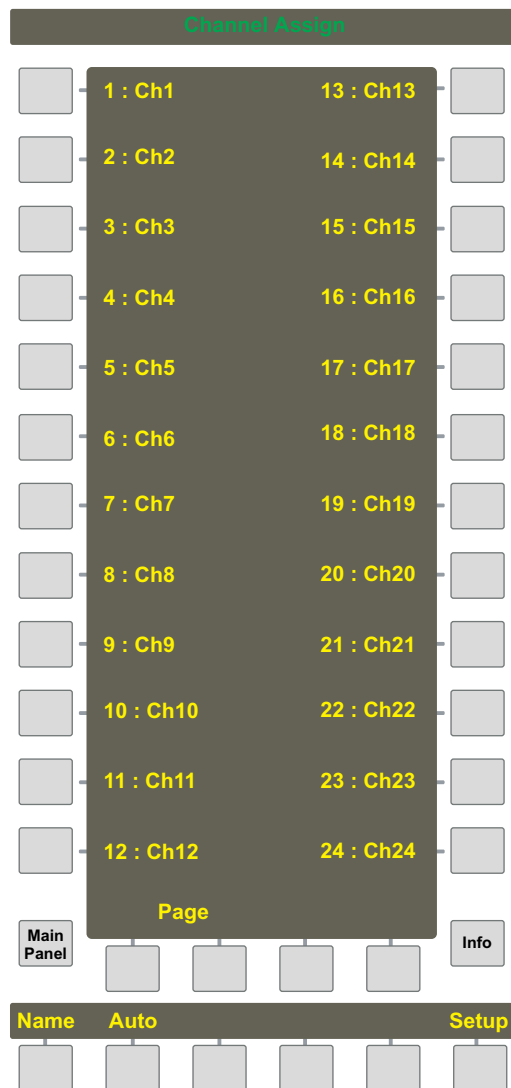 Channel Assign
1 : Ch1 13 : Ch13
2 : Ch2 14 : Ch14
3 : Ch3 15 : Ch15
4 : Ch4 16 : Ch16
5 : Ch5 17 : Ch17
6 : Ch6 18 : Ch18
7 : Ch7 19 : Ch19
8 : Ch8 20 : Ch20
9 : Ch9 21 : Ch21
10 : Ch10 22 : Ch22
11 : Ch11 23 : Ch23
12 : Ch12 24 : Ch24
Page
Main
Panel
Info
Name Auto Setup